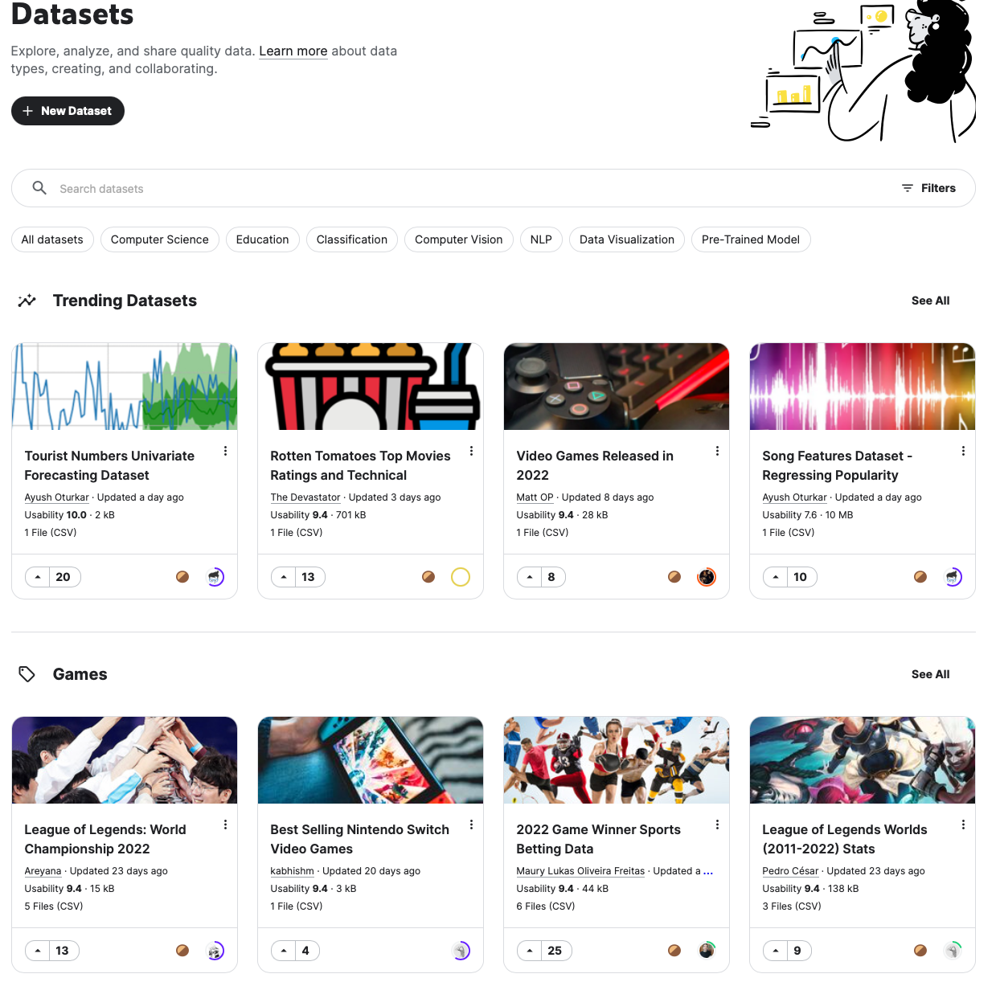 Datasets
Explore, analyze, and share quality data. Learn more about data
types, creating, and collaborating.
+ New Dataset
Search datasets
Filters
All datasets
Computer Science
Education
Classification
Computer Vision
NLP
Data Visualization
Pre-Trained Model
Trending Datasets
See All
Tourist Numbers Univariate
Forecasting Dataset
Ayush Oturkar · Updated a day ago
Usability 10.0 · 2 kB
1 File (CSV)
20
Rotten Tomatoes Top Movies
Ratings and Technical
The Devastator · Updated 3 days ago
Usability 9.4 · 701 kB
1 File (CSV)
13
Video Games Released in
2022
Matt OP · Updated 8 days ago
Usability 9.4 · 28 kB
1 File (CSV)
8
Song Features Dataset -
Regressing Popularity
Ayush Oturkar · Updated a day ago
Usability 7.6 · 10 MB
1 File (CSV)
10
Games
See All
League of Legends: World
Championship 2022
Areyana · Updated 23 days ago
Usability 9.4 · 15 kB
5 Files (CSV)
13
Best Selling Nintendo Switch
Video Games
kabhishm · Updated 20 days ago
Usability 9.4 · 3 kB
1 File (CSV)
4
2022 Game Winner Sports
Betting Data
Maury Lukas Oliveira Freitas · Updated a ...
Usability 9.4 · 44 kB
6 Files (CSV)
25
League of Legends Worlds
(2011-2022) Stats
Pedro César · Updated 23 days ago
Usability 9.4 · 138 kB
3 Files (CSV)
9